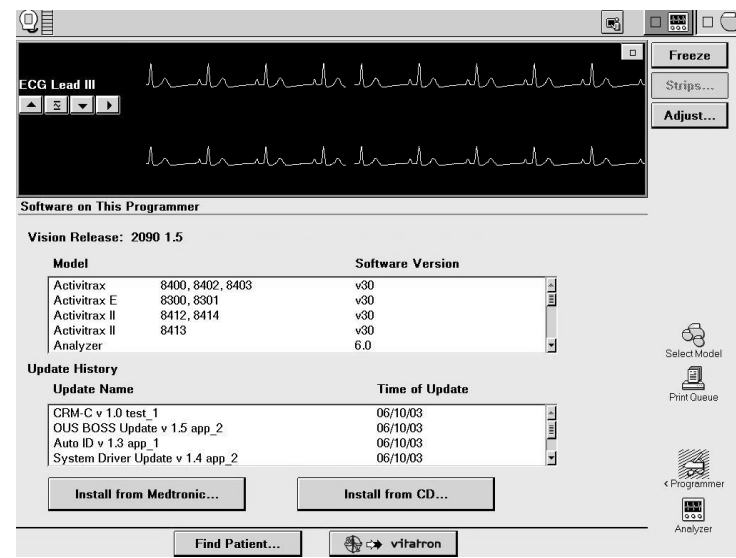 Freeze
ECG Lead III
Strips...
Adjust...
Software on This Programmer
Vision Release: 2090 1.5
Model Software Version
Activitrax 8400, 8402, 8403 v30
Activitrax E 8300, 8301 v30
Activitrax II 8412, 8414 v30
Activitrax II 8413 v30
Analyzer 6.0
Select Model
Update History
Update Name Time of Update
Print Queue
CRM-C v 1.0 test_1 06/10/03
OUS BOSS Update v 1.5 app_2 06/10/03
Auto ID v 1.3 app_1 06/10/03
System Driver Update v 1.4 app_2 06/10/03
< Programmer
Install from Medtronic... Install from CD...
Analyzer
Find Patient... vitatron